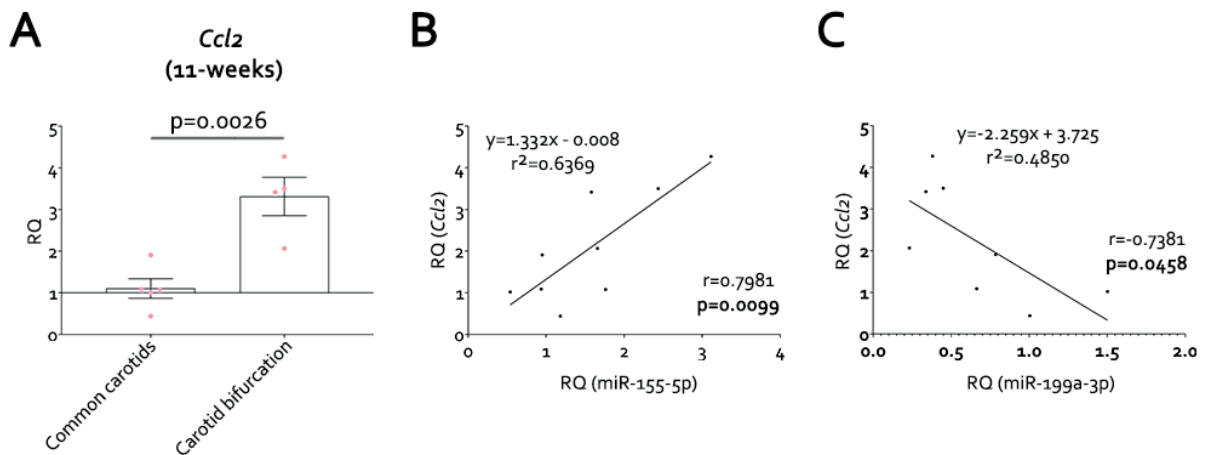 A
Ccl2
(11-weeks)
p=0.0026
5
4
3
2
1
0
RQ
Common carotids
Carotid bifurcation
B
y=1.332x - 0.008
r²=0.6369
5
4
3
2
1
0
RQ (Ccl2)
r=0.7981
p=0.0099
0 1 2 3 4
RQ (miR-155-5p)
C
y=-2.259x + 3.725
r²=0.4850
5
4
3
2
1
0
RQ (Ccl2)
r=-0.7381
p=0.0458
0.0 0.5 1.0 1.5 2.0
RQ (miR-199a-3p)